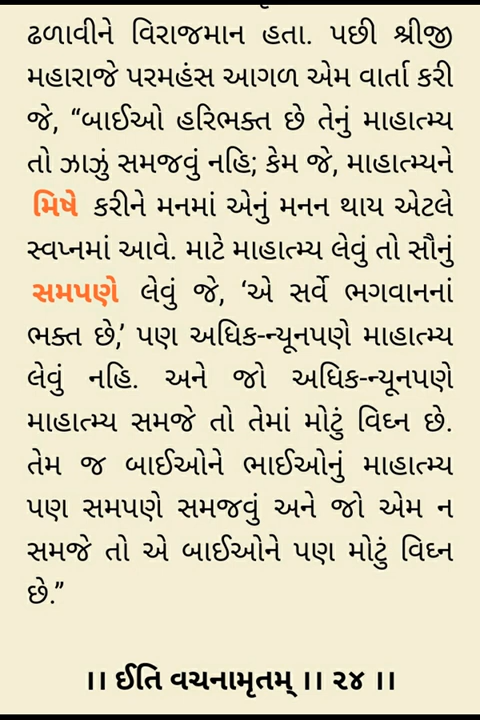 ઢળાવીને વિરાજમાન હતા. પછી શ્રીજી
મહારાજે પરમહંસ આગળ એમ વાર્તા કરી
જે, “બાઈઓ હરિભક્ત છે તેનું માહાત્મ્ય
તો ઝાઝું સમજવું નહિ; કેમ જે, માહાત્મ્યને
મિષે કરીને મનમાં એનું મનન થાય એટલે
સ્વપ્નમાં આવે. માટે માહાત્મ્ય લેવું તો સૌનું
સમપણે લેવું જે, ‘એ સર્વે ભગવાનનાં
ભક્ત છે,’ પણ અધિક-ન્યૂનપણે માહાત્મ્ય
લેવું નહિ. અને જો અધિક-ન્યૂનપણે
માહાત્મ્ય સમજે તો તેમાં મોટું વિઘ્ન છે.
તેમ જ બાઈઓને ભાઈઓનું માહાત્મ્ય
પણ સમપણે સમજવું અને જો એમ ન
સમજે તો એ બાઈઓને પણ મોટું વિઘ્ન
છે.”
।। ઈતિ વચનામૃતમ્ ।। ૨૪ ।।